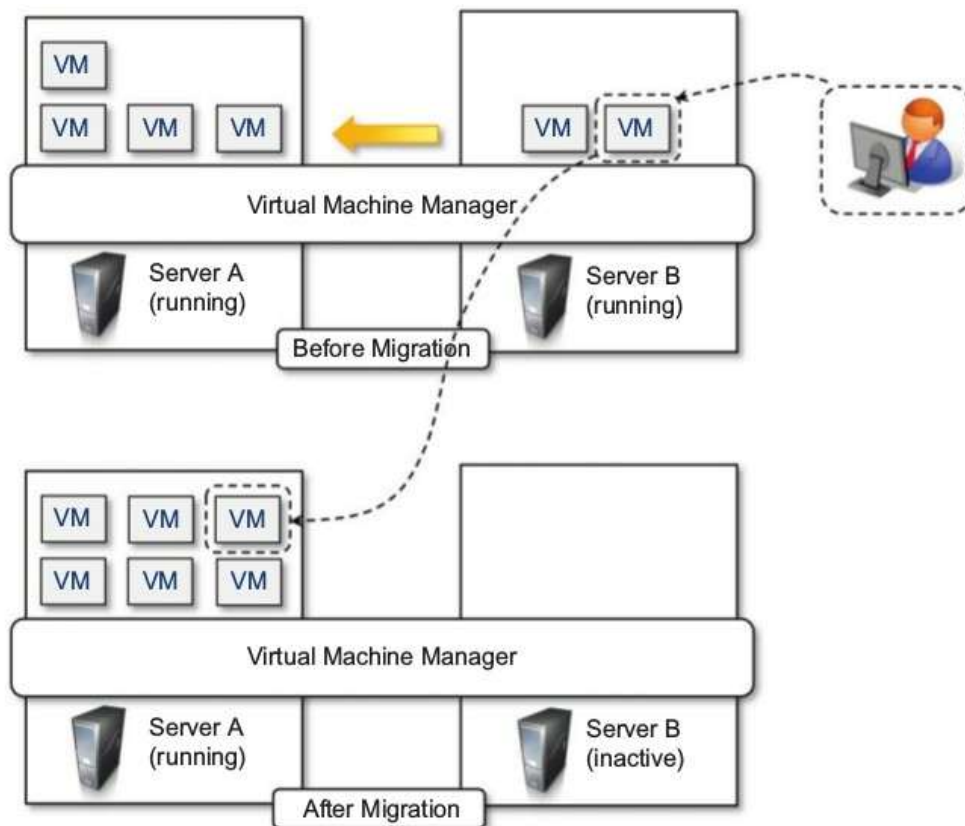 VM
VM VM VM
VM VM
Virtual Machine Manager
Server A
(running)
Server B
(running)
Before Migration
VM VM VM
VM VM VM
Virtual Machine Manager
Server A
(running)
Server B
(inactive)
After Migration